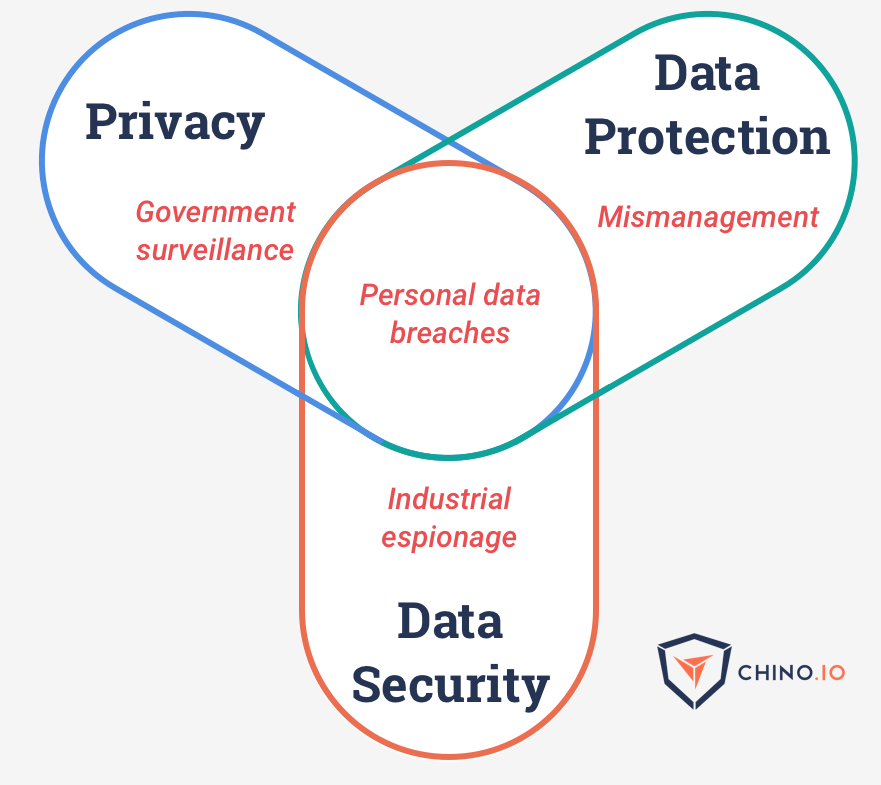 Privacy
Government
surveillance
Data
Protection
Mismanagement
Personal data
breaches
Industrial
espionage
Data
Security
CHINO.IO